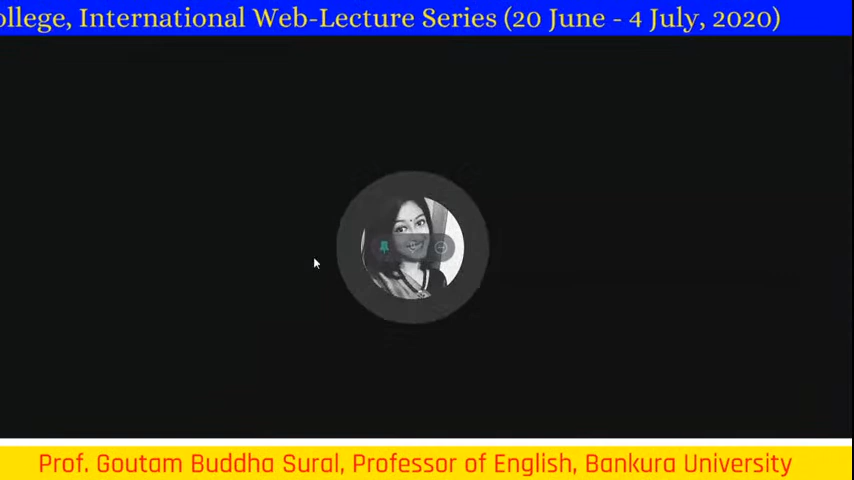 ollege, International Web-Lecture Series (20 June - 4 July, 2020)
Prof. Goutam Buddha Sural, Professor of English, Bankura University